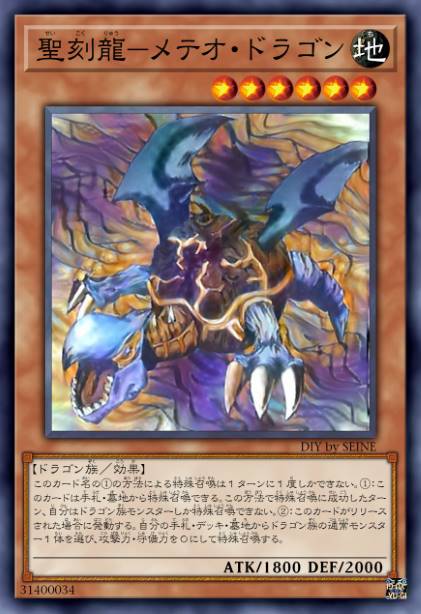 聖刻龍－メテオ・ドラゴン 地
DIY by SEINE
【ドラゴン族／効果】
このカード名の①の方法による特殊召喚は１ターンに１度しかできない。①：こ
のカードは手札・墓地から特殊召喚できる。この方法で特殊召喚に成功したター
ン、自分はドラゴン族モンスターしか特殊召喚できない。②：このカードがリリース
された場合に発動する。自分の手札・デッキ・墓地からドラゴン族の通常モンスタ
ー１体を選び、攻撃力・守備力を０にして特殊召喚する。
ATK/1800 DEF/2000
31400034